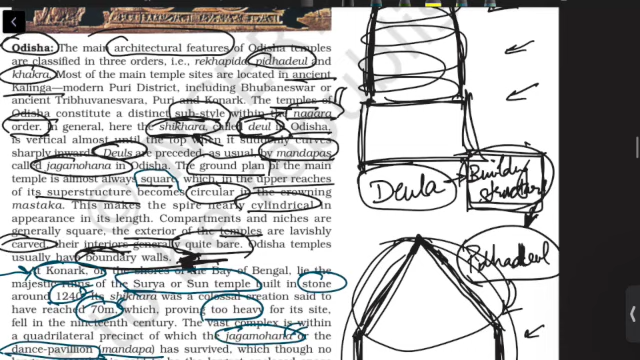 Odisha: The main architectural features of Odisha temples
are classified in three orders, i.e., rekhapida, pidhadeul and
khakra. Most of the main temple sites are located in ancient
Kalinga—modern Puri District, including Bhubaneswar or
ancient Tribhuvanesvara, Puri and Konark. The temples of
Odisha constitute a distinct sub-style within the nagara
order. In general, here the shikhara, called deul in Odisha,
is vertical almost until the top when it suddenly curves
sharply inwards. Deuls are preceded, as usual, by mandapas
called jagamohana in Odisha. The ground plan of the main
temple is almost always square, which, in the upper reaches
of its superstructure becomes circular in the crowning
mastaka. This makes the spire nearly cylindrical in
appearance in its length. Compartments and niches are
generally square, the exterior of the temples are lavishly
carved, their interiors generally quite bare. Odisha temples
usually have boundary walls.
At Konark, on the shores of the Bay of Bengal, lie the
majestic ruins of the Surya or Sun temple built in stone
around 1240. Its shikhara was a colossal creation said to
have reached 70m, which, proving too heavy for its site,
fell in the nineteenth century. The vast complex is within
a quadrilateral precinct of which the jagamohana or the
dance-pavillion (mandapa) has survived, which though no
Deula
Building
structure
Pidhadeul